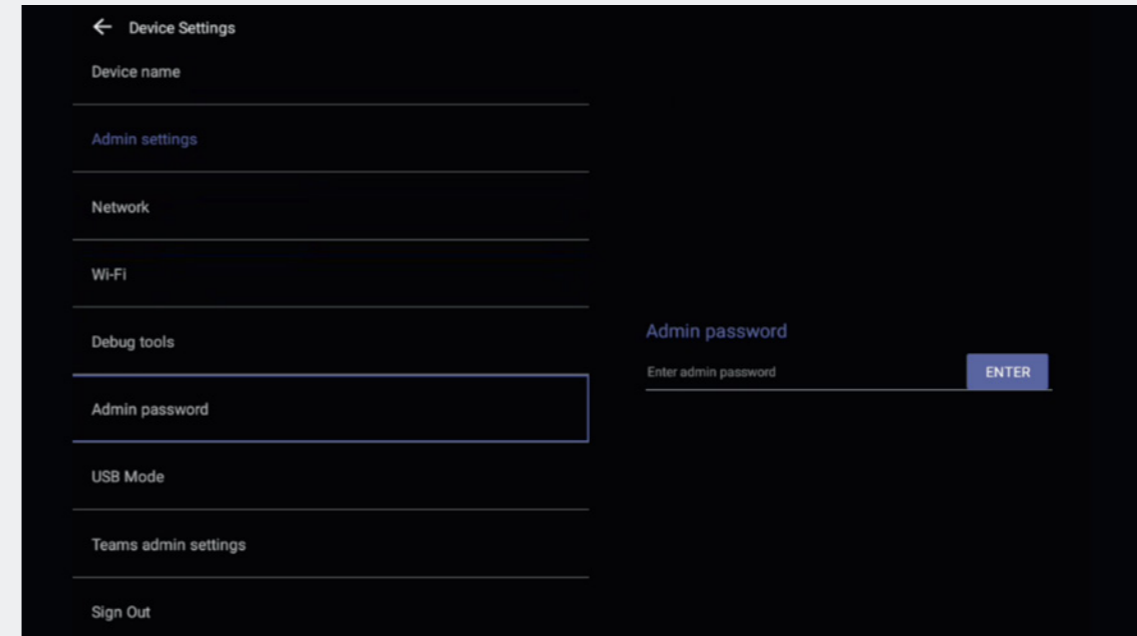 Device Settings
Device name
Admin settings
Network
Wi-Fi
Debug tools
Admin password
USB Mode
Teams admin settings
Sign Out
Admin password
Enter admin password
ENTER